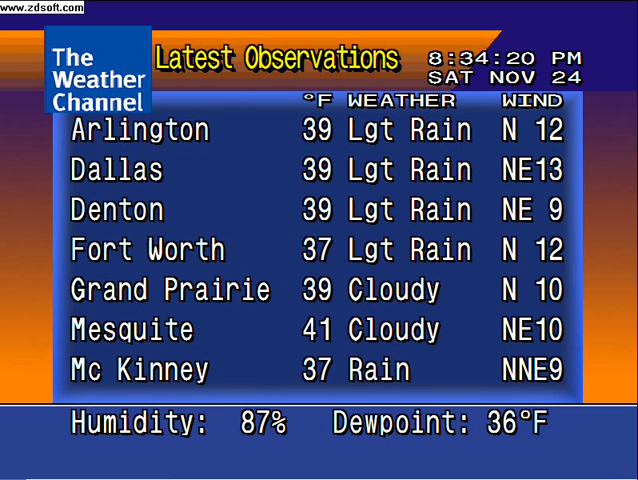 www.zdsoft.com
The
Weather
Channel
Latest Observations
8:34:20 PM
SAT NOV 24
°F WEATHER WIND
Arlington 39 Lgt Rain N 12
Dallas 39 Lgt Rain NE13
Denton 39 Lgt Rain NE 9
Fort Worth 37 Lgt Rain N 12
Grand Prairie 39 Cloudy N 10
Mesquite 41 Cloudy NE10
Mc Kinney 37 Rain NNE9
Humidity: 87% Dewpoint: 36°F